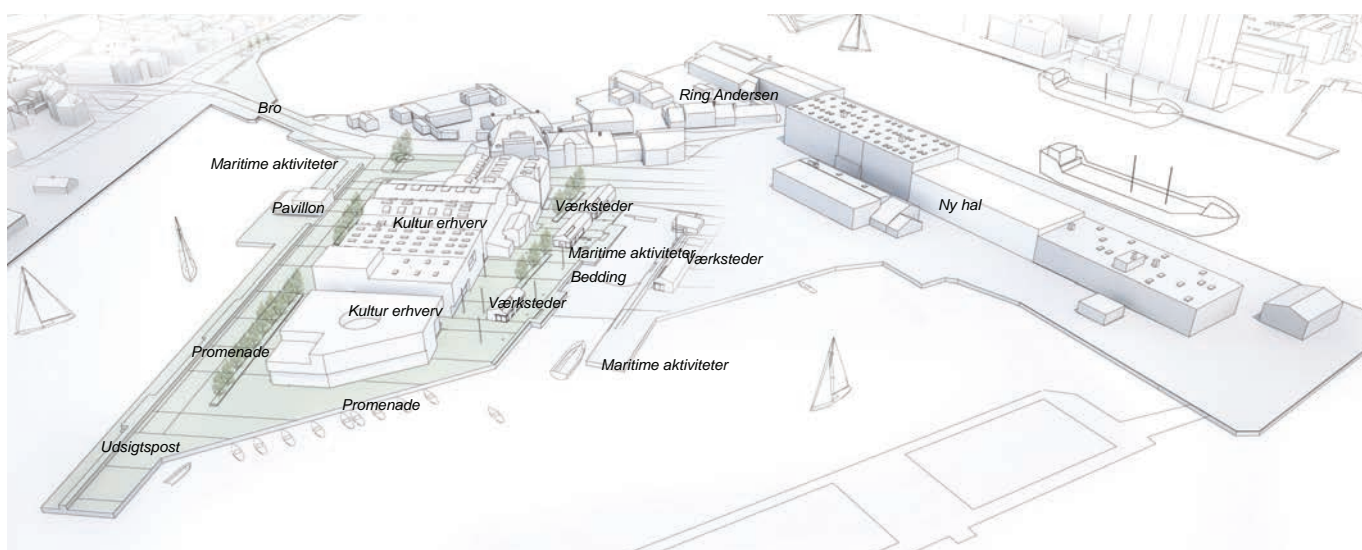 Ring Andersen
Bro
Maritime aktiviteter
Pavillon
Værksteder
Ny hal
Kultur erhverv
Maritime aktiviteter
Værksteder
Bedding
Værksteder
Kultur erhverv
Promenade
Maritime aktiviteter
Promenade
Udsigtspost